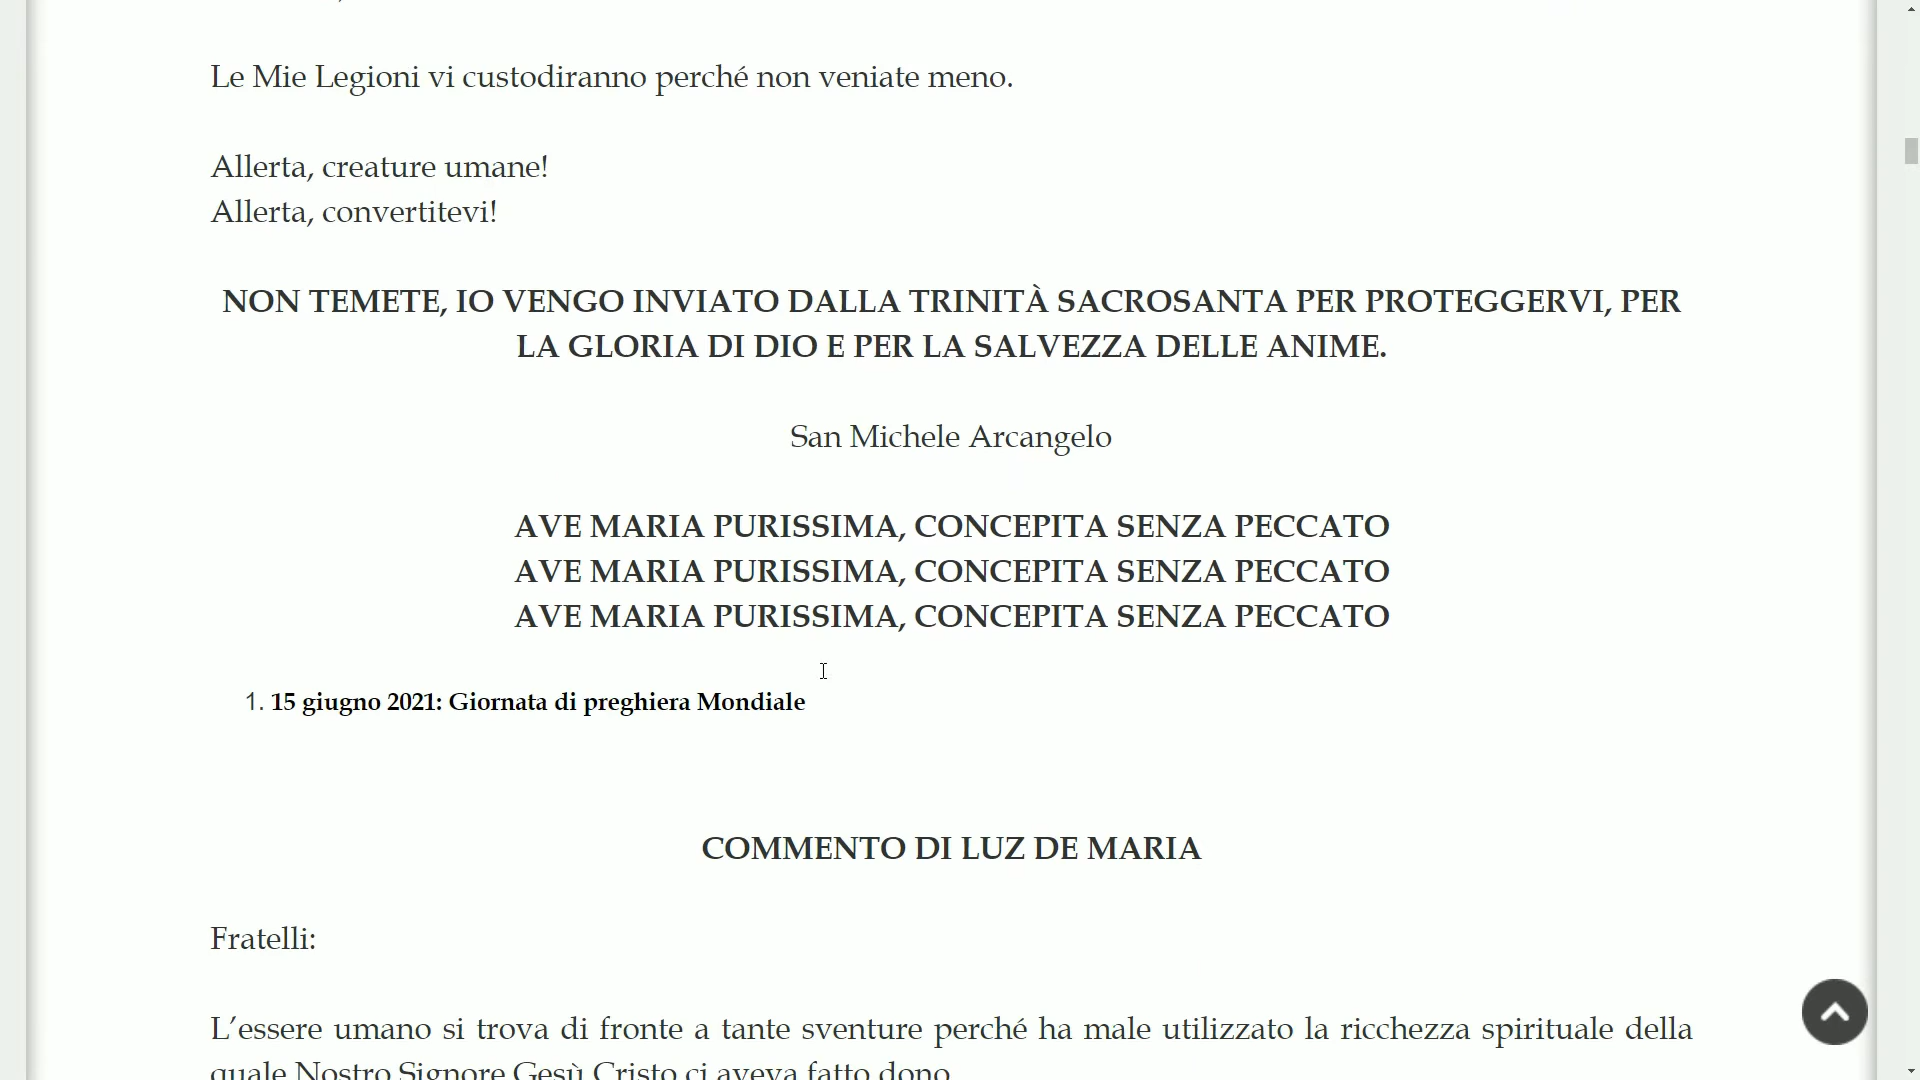 Le Mie Legioni vi custodiranno perché non veniate meno.
Allerta, creature umane!
Allerta, convertitevi!
NON TEMETE, IO VENGO INVIATO DALLA TRINITÀ SACROSANTA PER PROTEGGERVI, PER
LA GLORIA DI DIO E PER LA SALVEZZA DELLE ANIME.
San Michele Arcangelo
AVE MARIA PURISSIMA, CONCEPITA SENZA PECCATO
AVE MARIA PURISSIMA, CONCEPITA SENZA PECCATO
AVE MARIA PURISSIMA, CONCEPITA SENZA PECCATO
1. 15 giugno 2021: Giornata di preghiera Mondiale
COMMENTO DI LUZ DE MARIA
Fratelli:
L’essere umano si trova di fronte a tante sventure perché ha male utilizzato la ricchezza spirituale della
quale Nostro Signore Gesù Cristo ci aveva fatto dono